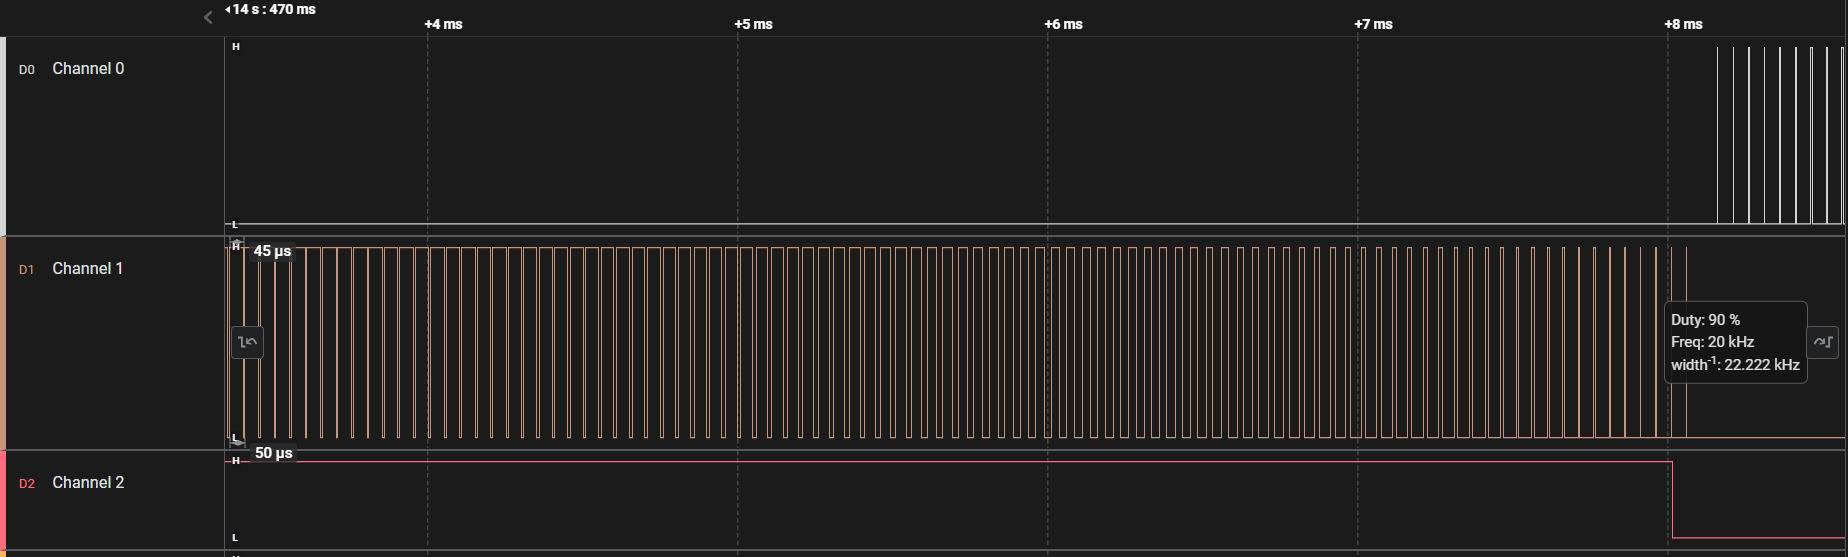 14 s : 470 ms
+4 ms +5 ms +6 ms +7 ms +8 ms
H
D0 Channel 0
L
H
45 µs
D1 Channel 1
Duty: 90 %
Freq: 20 kHz
width-1: 22.222 kHz
L
50 µs
H
D2 Channel 2
L